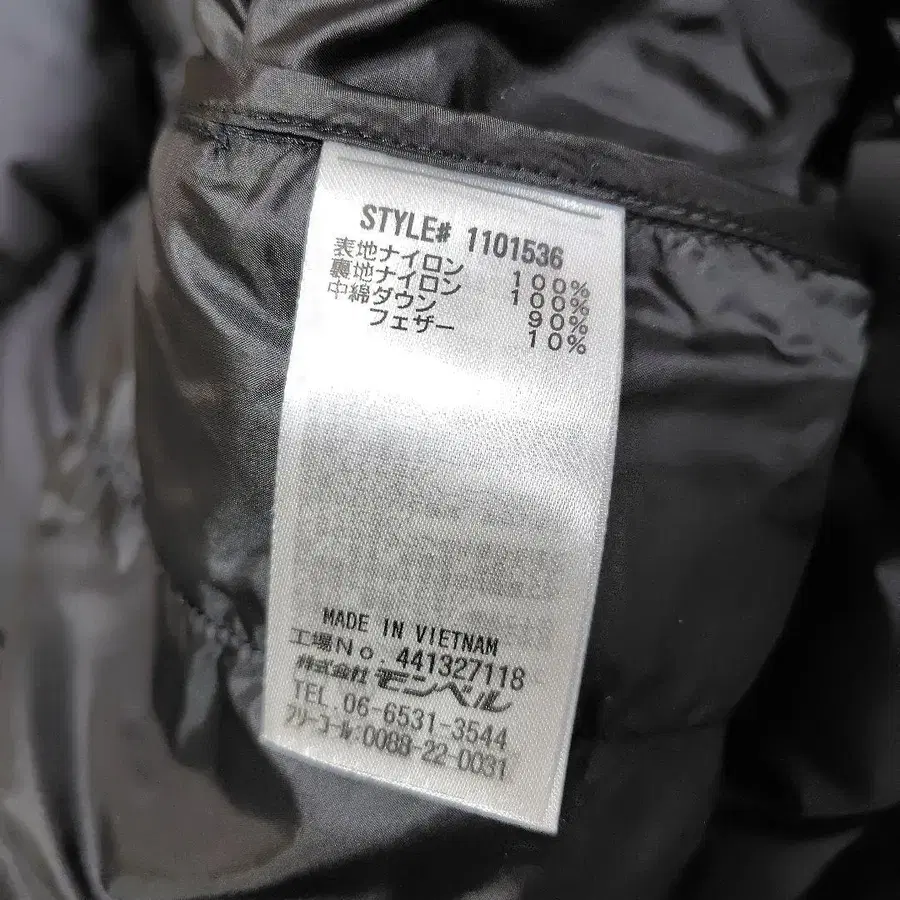 STYLE# 1101536
表地ナイロン 100%
裏地ナイロン 100%
中綿ダウン 90%
フェザー 10%
MADE IN VIETNAM
工場No. 441327118
株式会社 モンベル
TEL.06-6531-3544
フリーコール:0088-22-0031